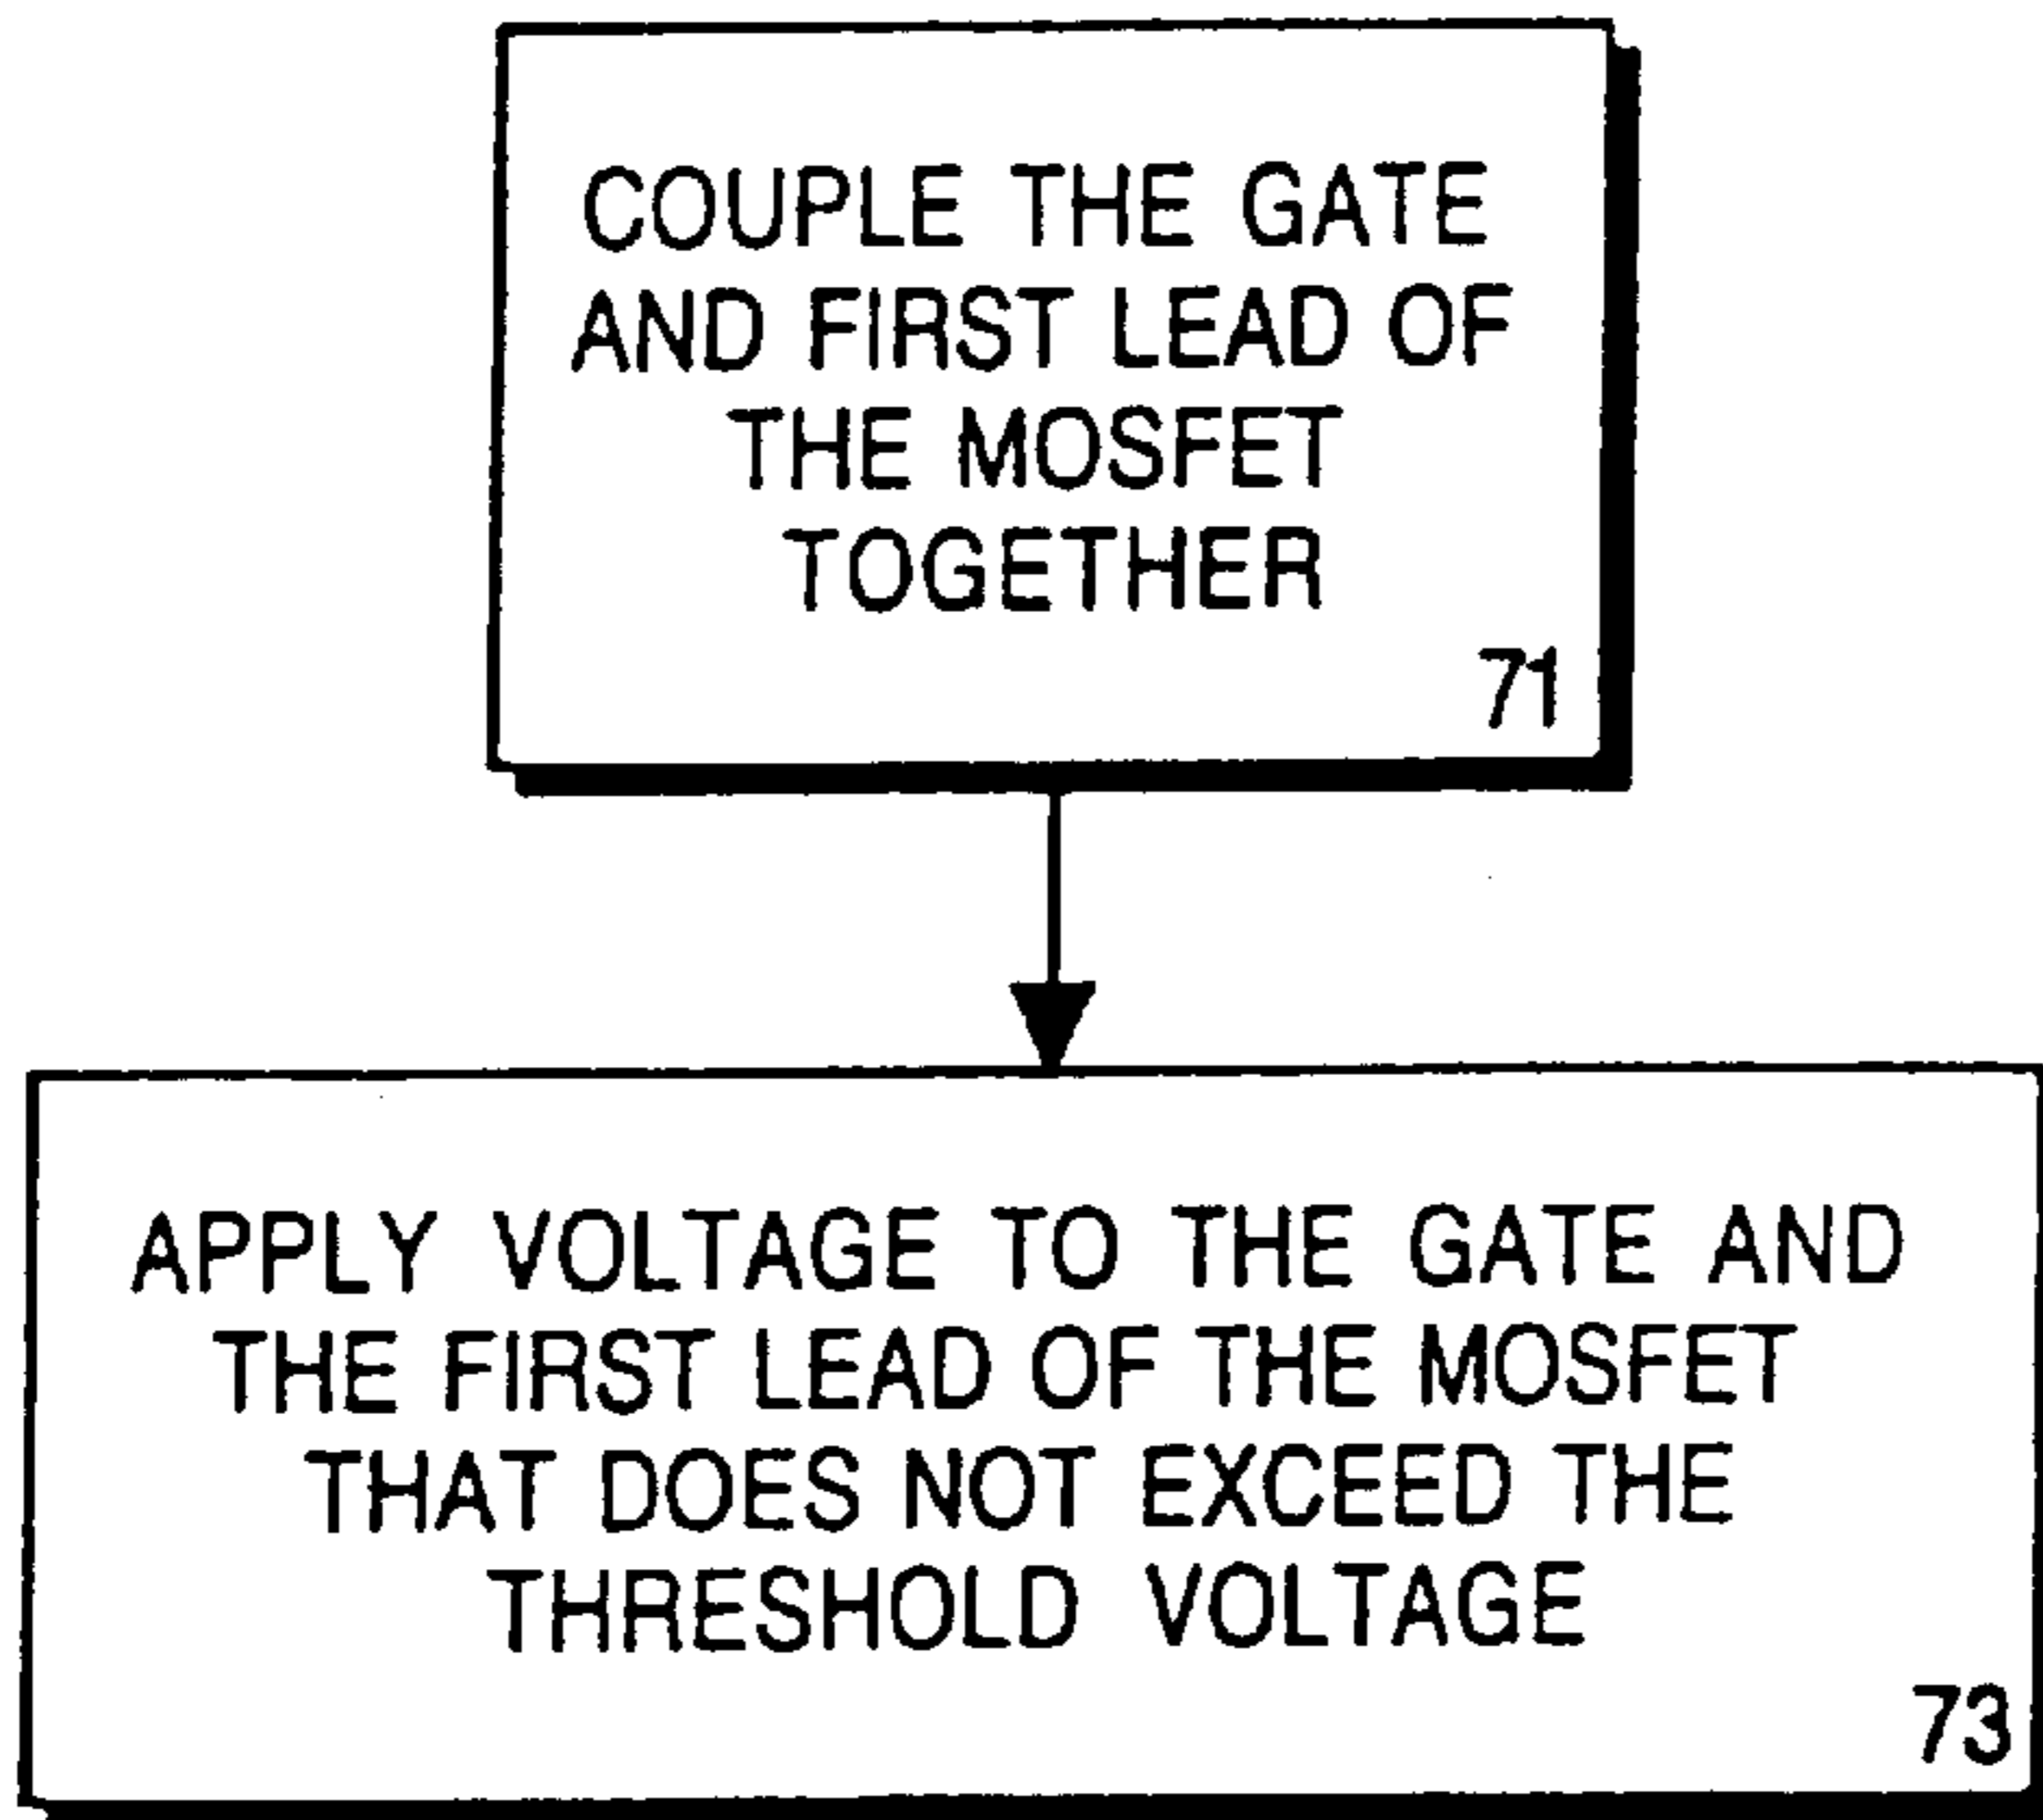 COUPLE THE GATE
AND FIRST LEAD OF
THE MOSFET
TOGETHER
71
APPLY VOLTAGE TO THE GATE AND
THE FIRST LEAD OF THE MOSFET
THAT DOES NOT EXCEED THE
THRESHOLD VOLTAGE
73